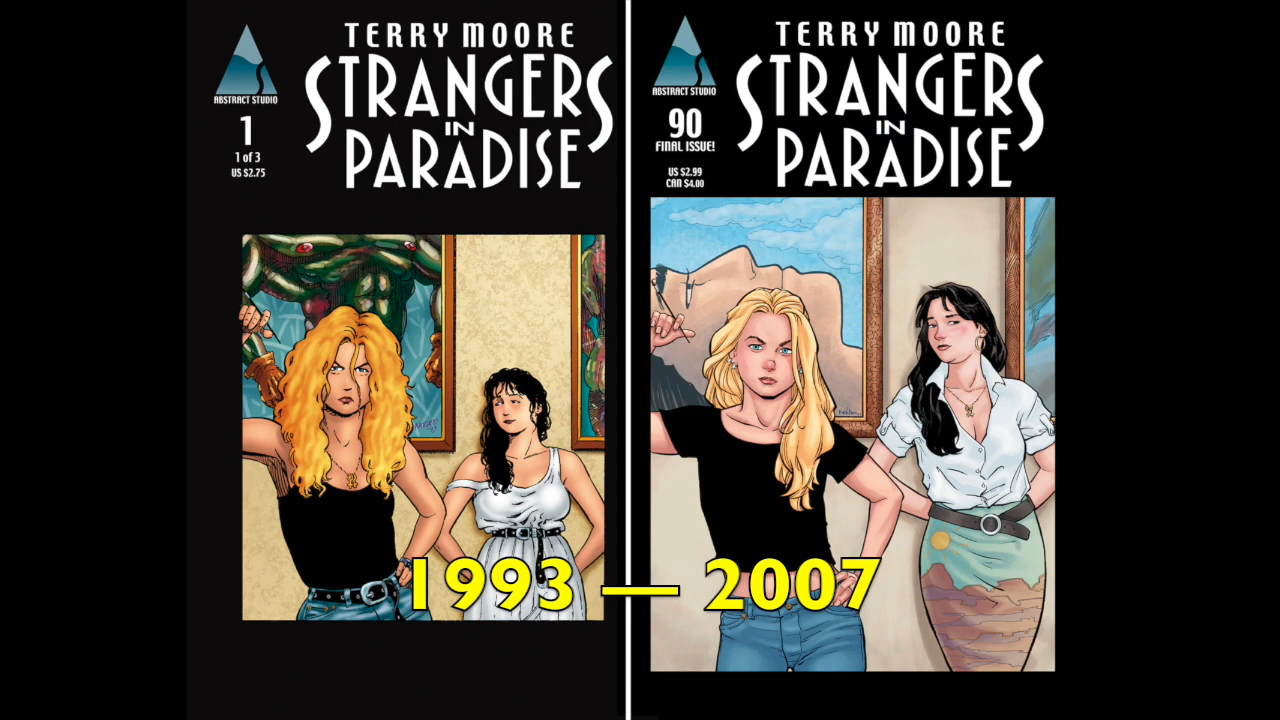 TERRY MOORE
STRANGERS
IN
PARADISE
ABSTRACT STUDIO
1
1 of 3
US $2.75
TERRY MOORE
STRANGERS
IN
PARADISE
ABSTRACT STUDIO
90
FINAL ISSUE!
US $2.99
CAN $4.00
1993 — 2007